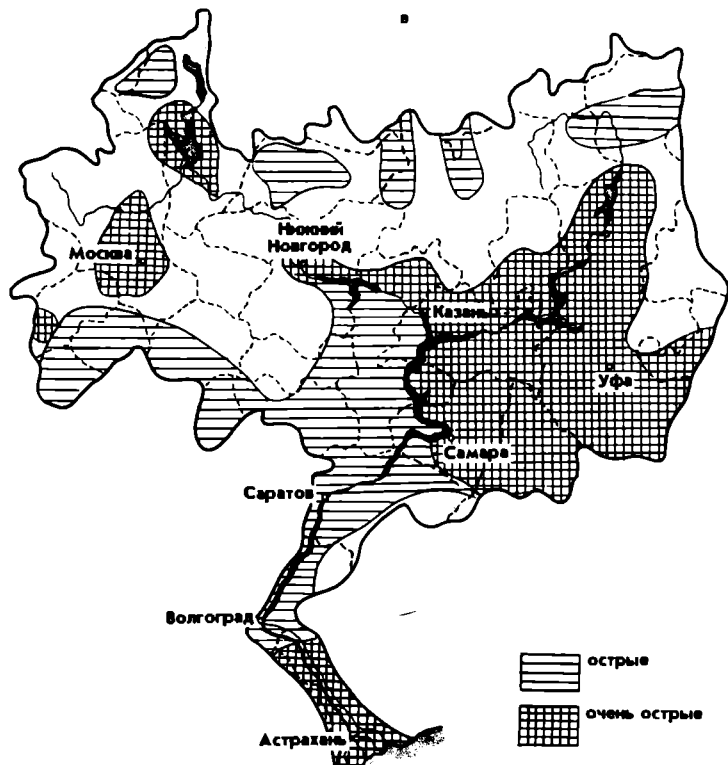 в
Нижний
Новгород
Москва
Казань
Уфа
Самара
Саратов
Волгоград
острые
очень острые
Астрахань